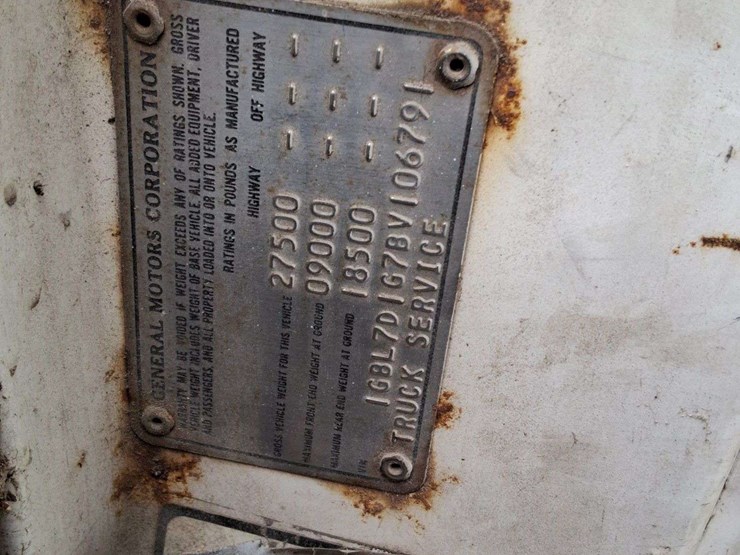 GENERAL MOTORS CORPORATION
WARRANTY MAY BE VOIDED IF WEIGHT EXCEEDS ANY OF RATINGS SHOWN. GROSS
VEHICLE WEIGHT INCLUDES WEIGHT OF BASE VEHICLE, ALL ADDED EQUIPMENT, DRIVER
AND PASSENGERS, AND ALL PROPERTY LOADED INTO OR ONTO VEHICLE.
RATINGS IN POUNDS AS MANUFACTURED
HIGHWAY OFF HIGHWAY
GROSS VEHICLE WEIGHT FOR THIS VEHICLE 27500 - - -
MAXIMUM FRONT END WEIGHT AT GROUND 09000 - - -
MAXIMUM REAR END WEIGHT AT GROUND 18500 - - -
VIN 1GBL7D1G7BV106791
TRUCK SERVICE